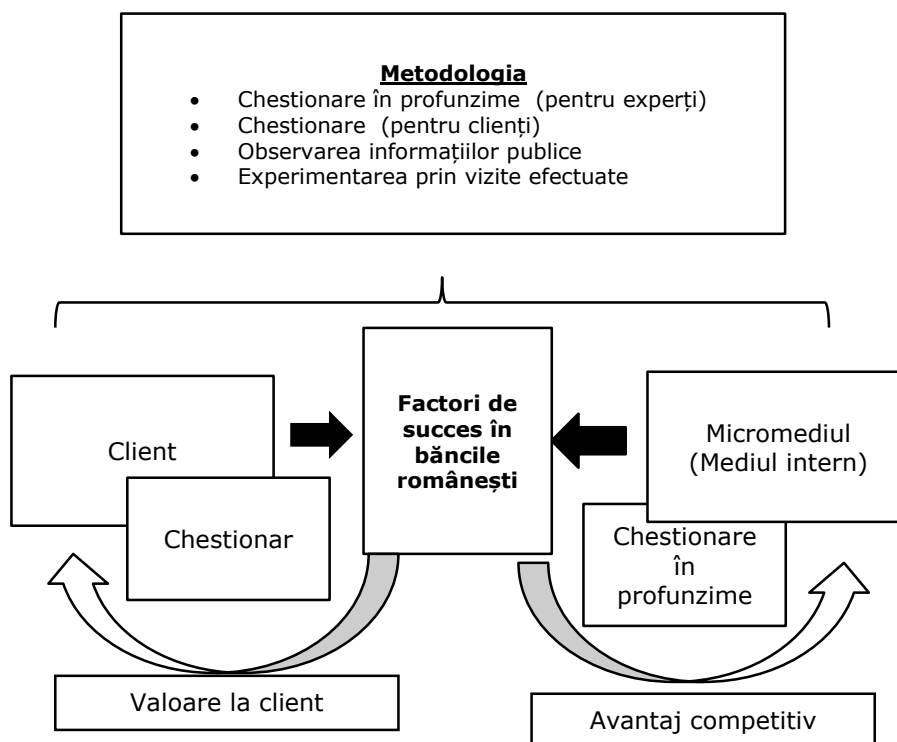 Metodologia
• Chestionare în profunzime (pentru experți)
• Chestionare (pentru clienți)
• Observarea informațiilor publice
• Experimentarea prin vizite efectuate
Client
Chestionar
Factori de
succes în
băncile
românești
Micromediul
(Mediul intern)
Chestionare
în
profunzime
Valoare la client
Avantaj competitiv